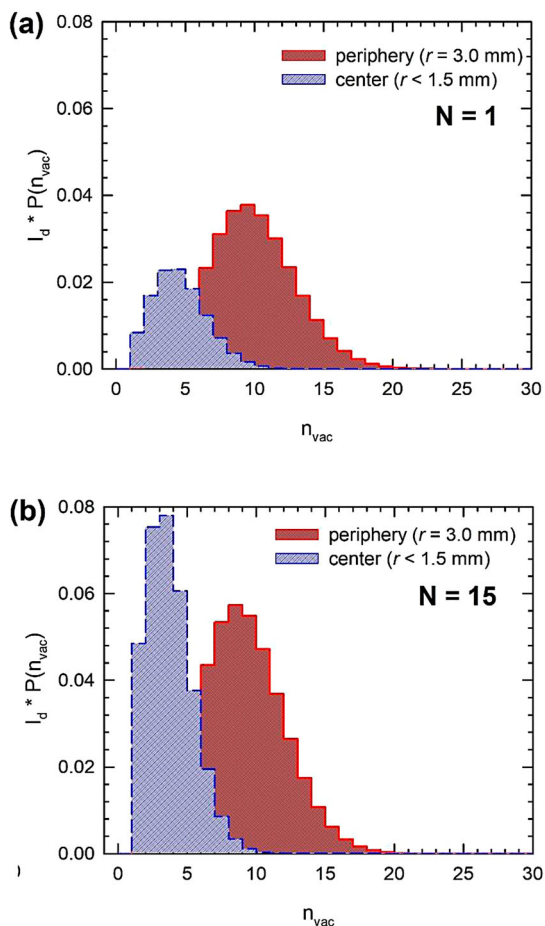 (a)
0.08
periphery (r = 3.0 mm)
center (r < 1.5 mm)
N = 1
0.06
0.04
0.02
0.00
I_d * P(n_vac)
0 5 10 15 20 25 30
n_vac
(b)
0.08
periphery (r = 3.0 mm)
center (r < 1.5 mm)
N = 15
0.06
0.04
0.02
0.00
I_d * P(n_vac)
0 5 10 15 20 25 30
n_vac
)